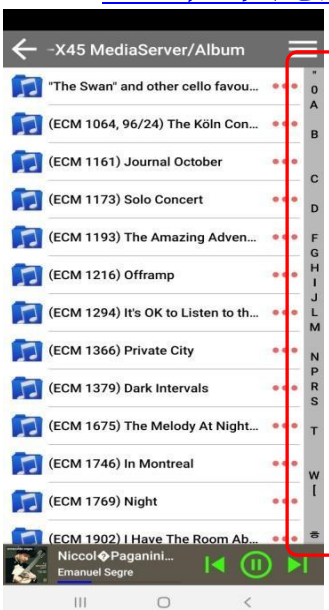 -X45 MediaServer/Album
"The Swan" and other cello favou...
(ECM 1064, 96/24) The Köln Con...
(ECM 1161) Journal October
(ECM 1173) Solo Concert
(ECM 1193) The Amazing Adven...
(ECM 1216) Offramp
(ECM 1294) It's OK to Listen to th...
(ECM 1366) Private City
(ECM 1379) Dark Intervals
(ECM 1675) The Melody At Night...
(ECM 1746) In Montreal
(ECM 1769) Night
(ECM 1902) I Have The Room Ab...
"
0
A
B
C
D
F
G
H
I
J
L
M
N
P
R
S
T
W
[
ㅎ
Niccol�Paganini...
Emanuel Segre